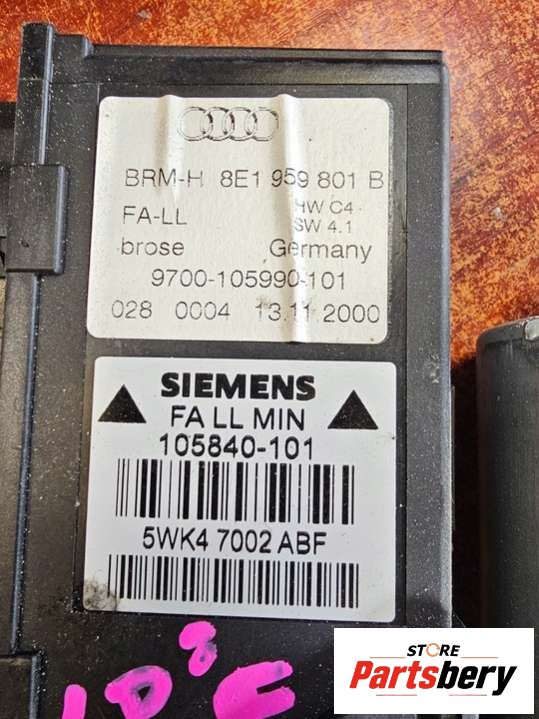 BRM-H 8E1 959 801 B
FA-LL HW C4
SW 4.1
brose Germany
9700-105990-101
028 0004 13.11.2000
SIEMENS
FA LL MIN
105840-101
5WK4 7002 ABF
STORE
Partsbery